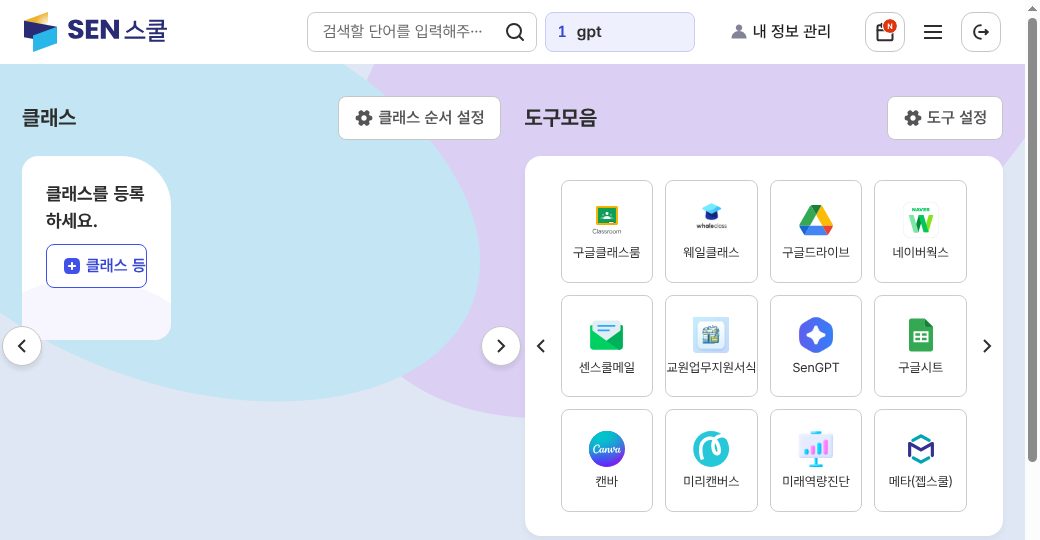 SEN 스쿨
검색할 단어를 입력해주…
1 gpt
내 정보 관리
N
클래스
클래스 순서 설정
도구모음
도구 설정
클래스를 등록
하세요.
클래스 등
Classroom
구글클래스룸
whaleclass
웨일클래스
구글드라이브
NAVER
W
네이버웍스
센스쿨메일
교원업무지원서식
SenGPT
구글시트
Canva
캔바
미리캔버스
미래역량진단
메타(젭스쿨)